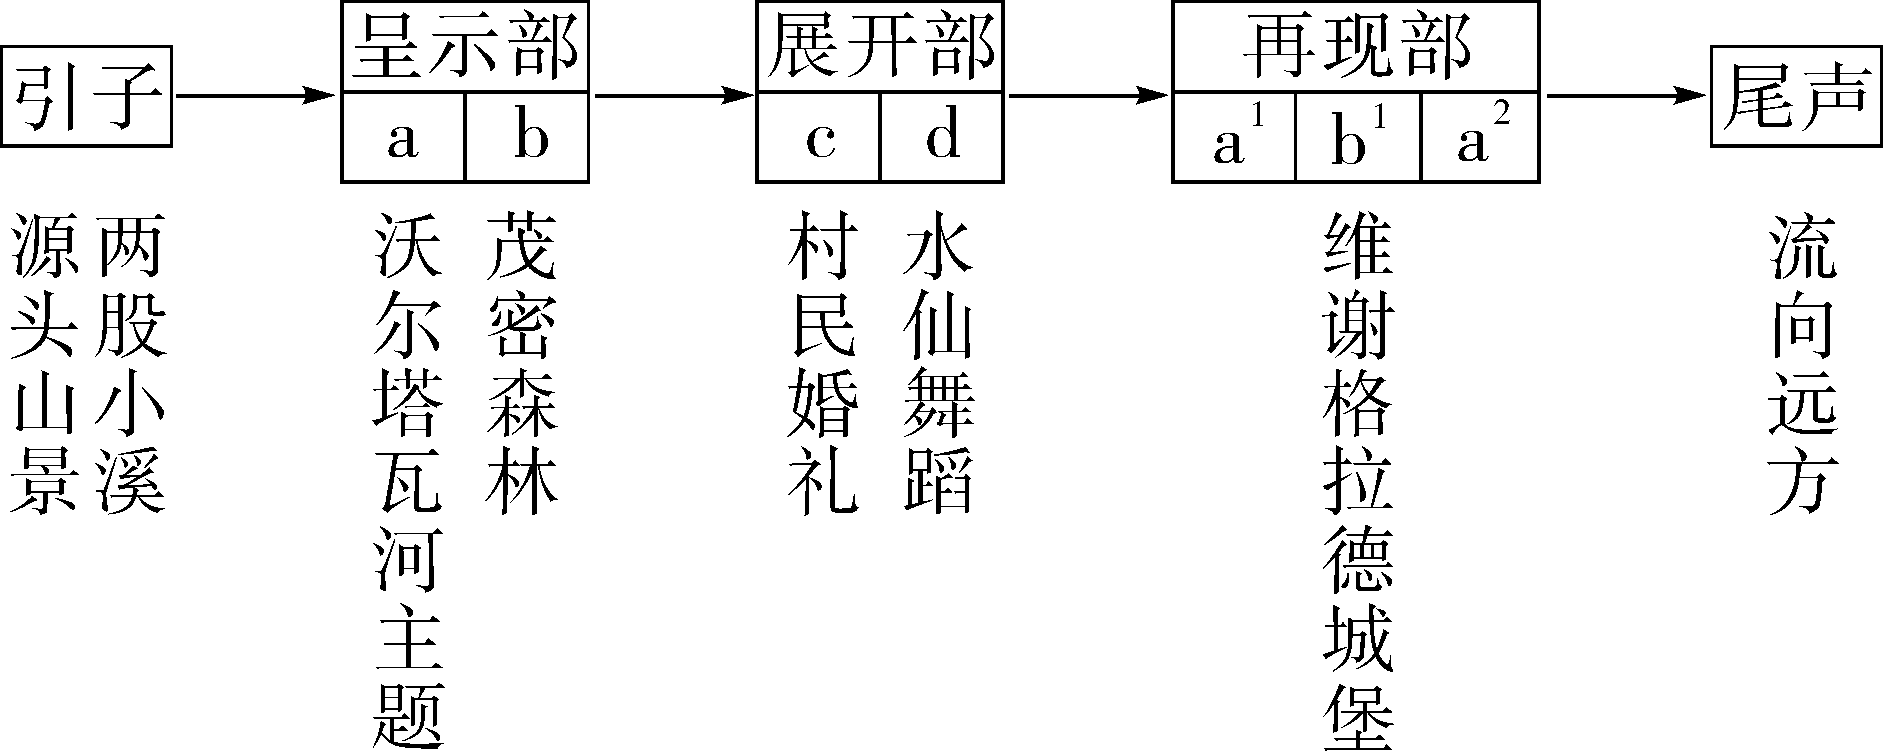 引子
呈示部
a
b
展开部
c
d
再现部
a¹
b¹
a²
尾声
源头山景
两股小溪
沃尔塔瓦河主题
茂密森林
村民婚礼
水仙舞蹈
维谢格拉德城堡
流向远方